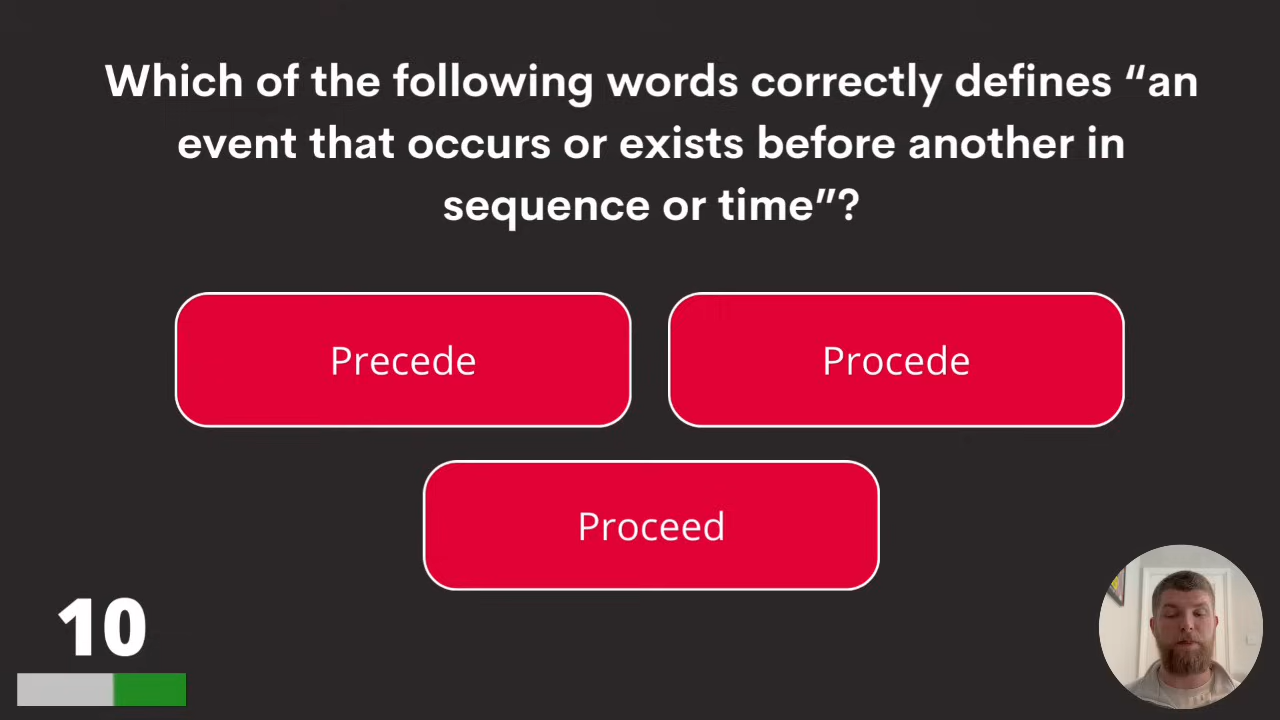 Which of the following words correctly defines “an
event that occurs or exists before another in
sequence or time”?
Precede
Procede
Proceed
10